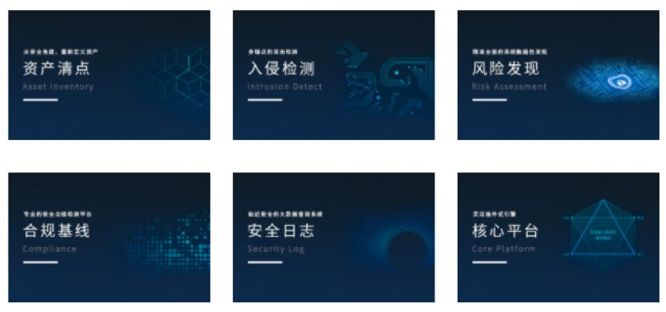 从安全角度，重新定义资产
资产清点
Asset Inventory
多锚点的攻击检测
入侵检测
Intrusion Detect
精准全面的系统脆弱性发现
风险发现
Risk Assessment
专业的安全合规检测平台
合规基线
Compliance
贴近安全的大数据查询系统
安全日志
Security Log
灵活插件式引擎
核心平台
Core Platform